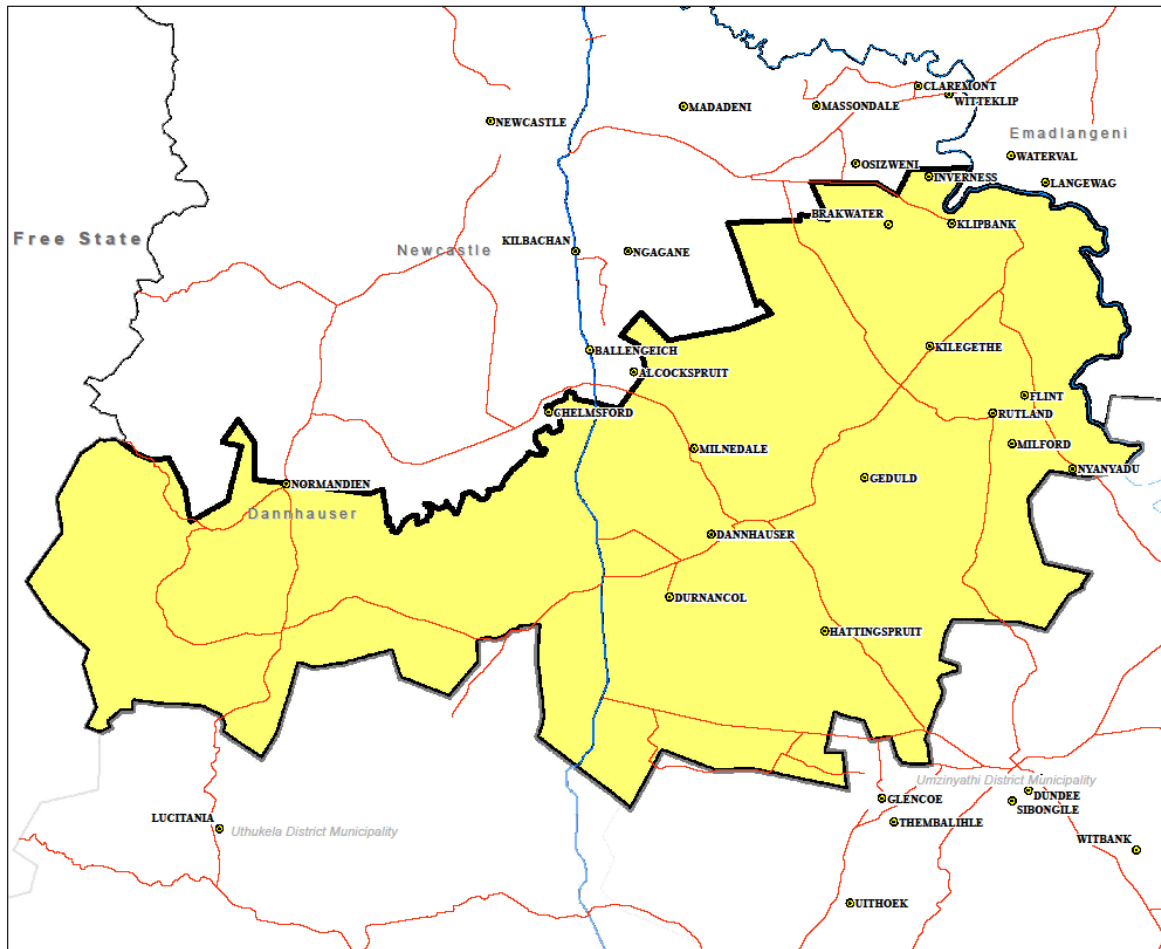 CLAREMONT
WITTEKLIP
MADADENI
MASSONDALE
NEWCASTLE
Emadlangeni
OSIZWENI
WATERVAL
INVERNESS
LANGEWAG
BRAKWATER
KLIPBANK
Free State
Newcastle
KILBACHAN
NGAGANE
BALLENGEICH
KILEGETHE
ALCOCKSPRUIT
FLINT
GHELMSFORD
RUTLAND
MILNEDALE
MILFORD
NYANYADU
GEDULD
NORMANDIEN
Dannhauser
DANNHAUSER
DURNANCOL
HATTINGSPRUIT
Umzinyathi District Municipality
GLENCOE
DUNDEE
SIBONGILE
LUCITANIA
THEMBALIHLE
Uthukela District Municipality
WITBANK
UITHOEK